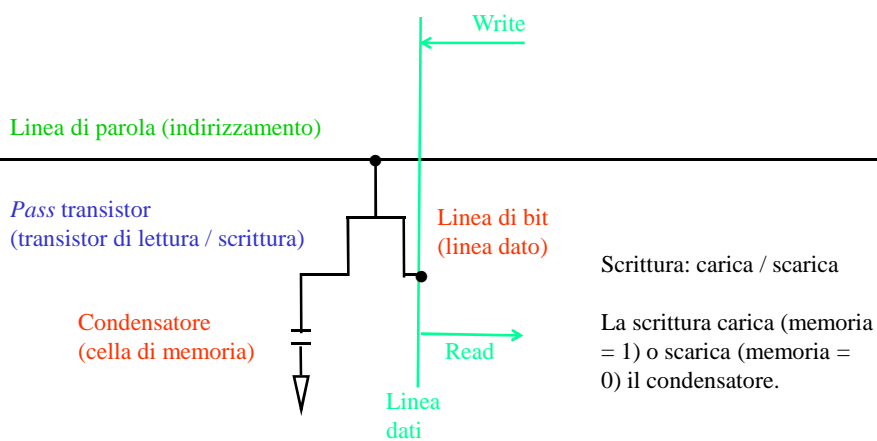 Write
Linea di parola (indirizzamento)
Pass transistor
(transistor di lettura / scrittura)
Linea di bit
(linea dato)
Scrittura: carica / scarica
Condensatore
(cella di memoria)
La scrittura carica (memoria
= 1) o scarica (memoria =
0) il condensatore.
Read
Linea
dati